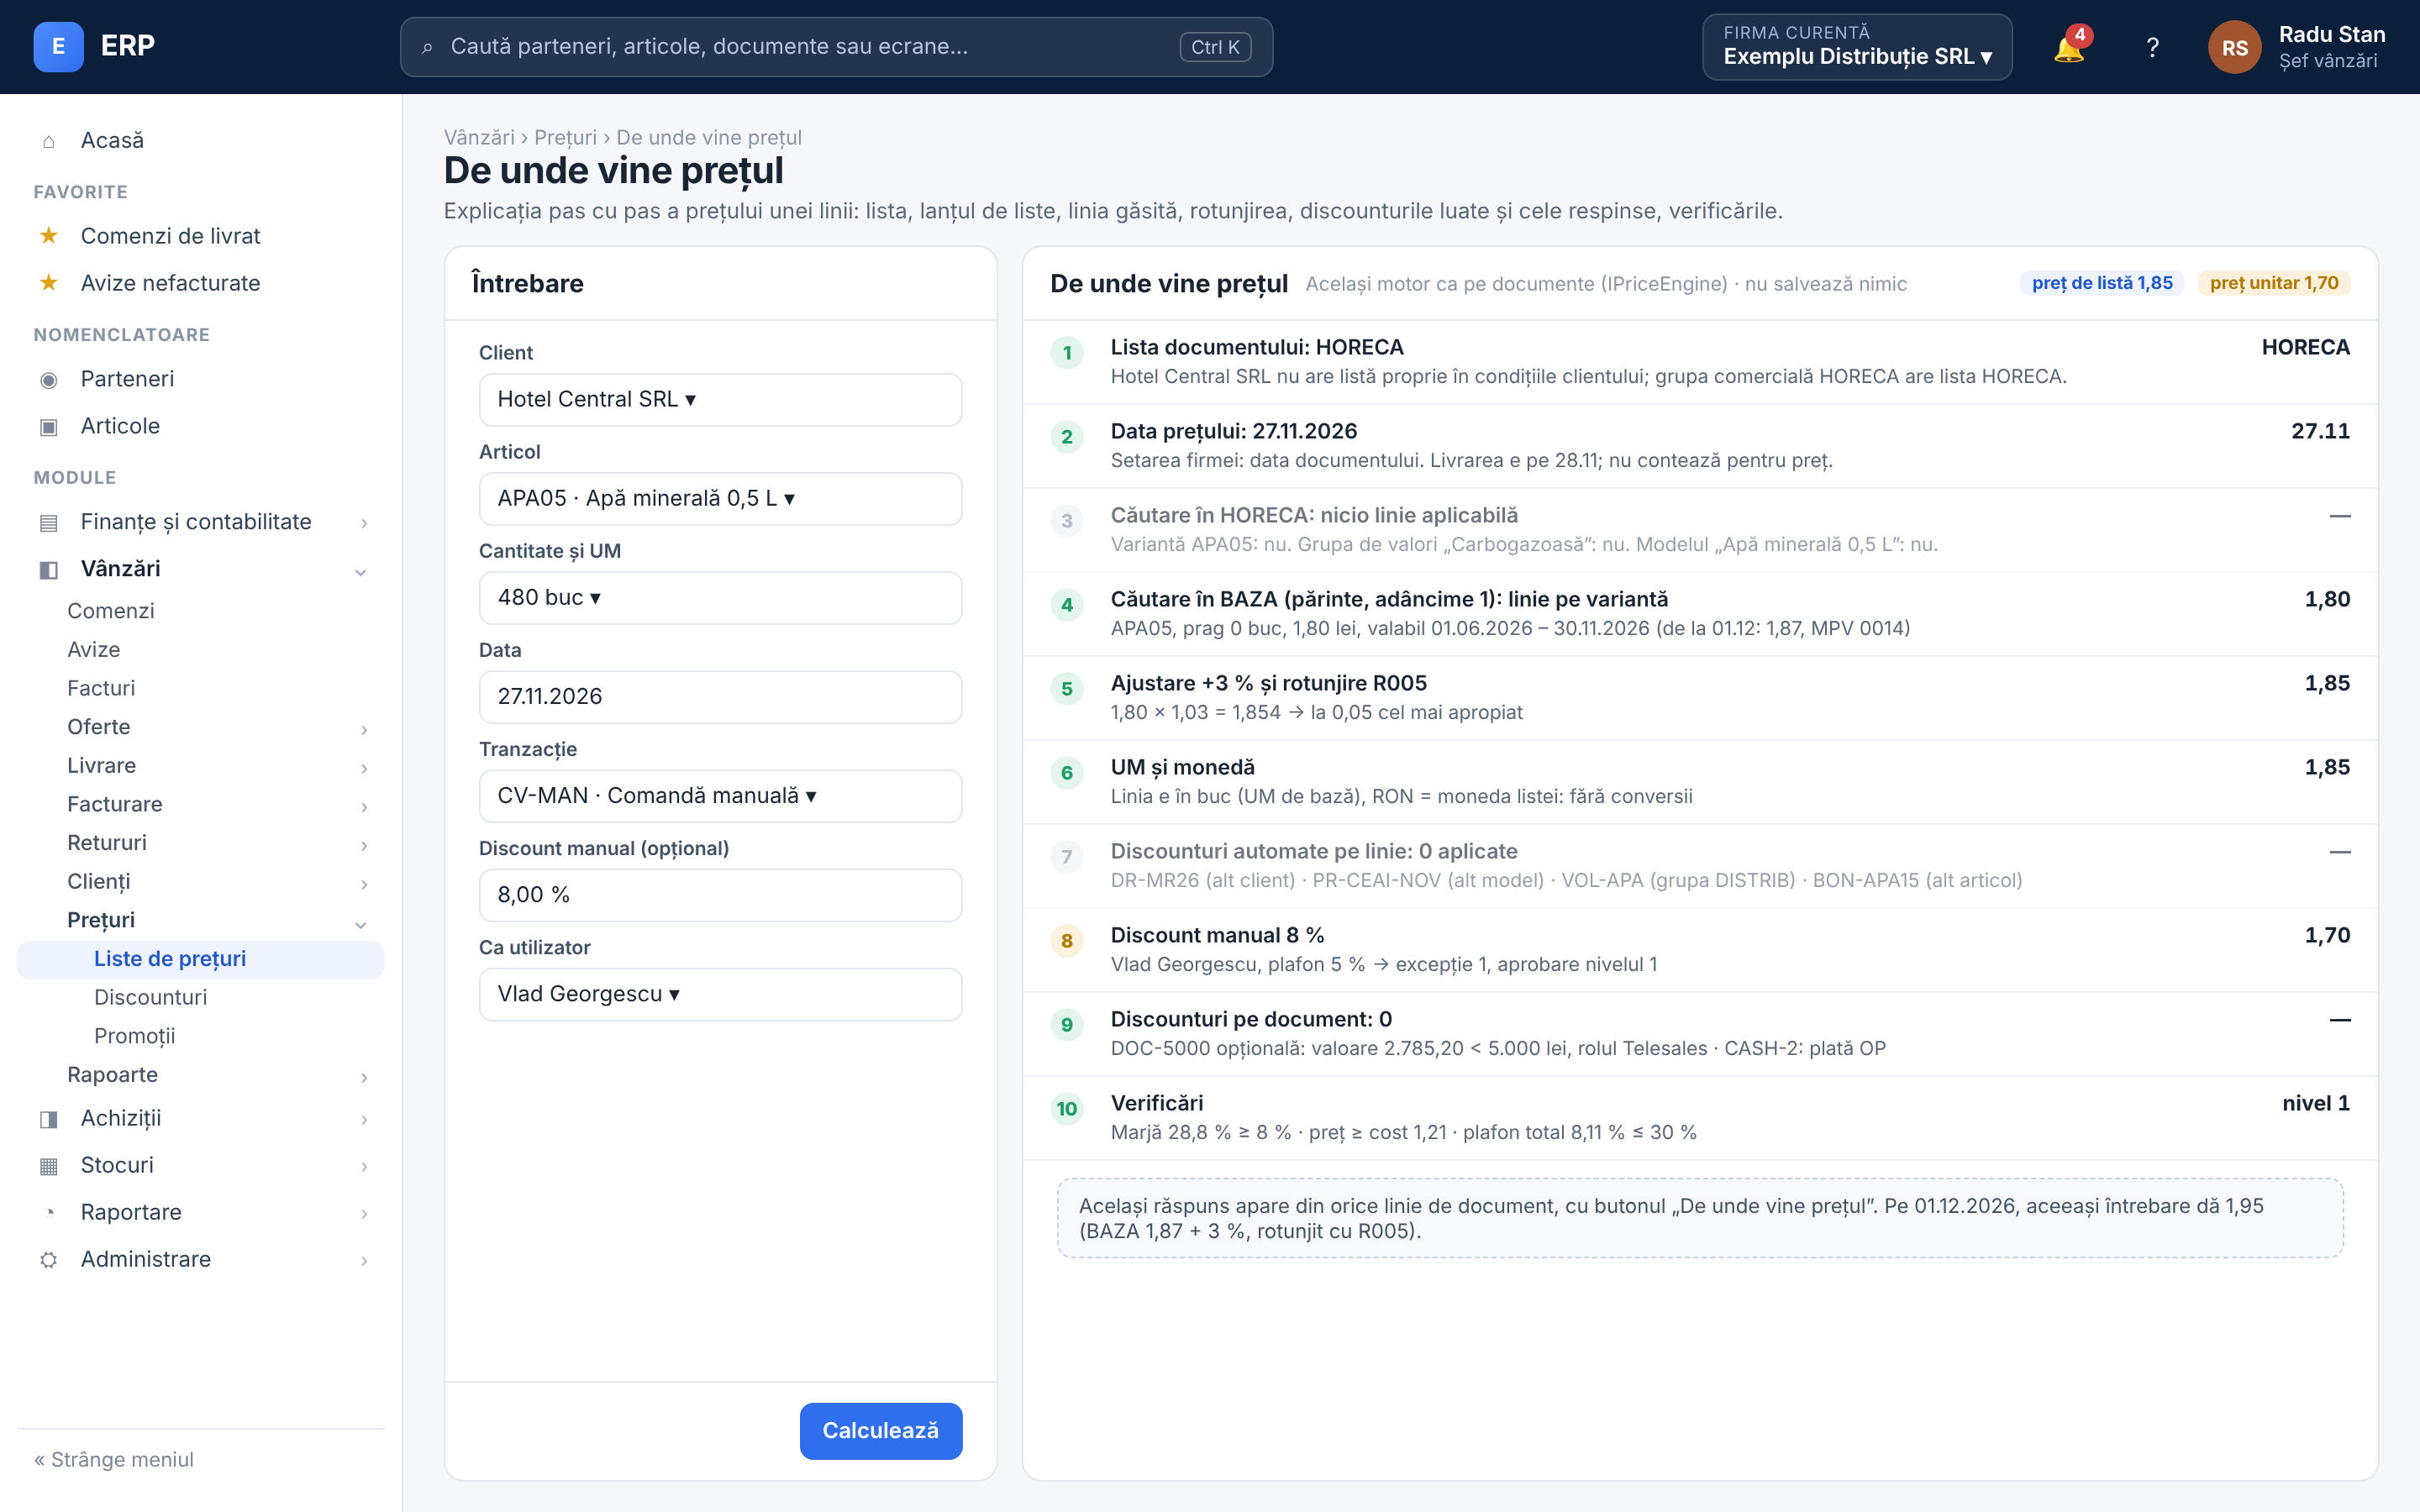 E ERP
Caută parteneri, articole, documente sau ecrane... Ctrl K
FIRMA CURENTĂ
Exemplu Distribuție SRL ▾
4
?
RS
Radu Stan
Șef vânzări
Acasă
FAVORITE
★ Comenzi de livrat
★ Avize nefacturate
NOMENCLATOARE
Parteneri
Articole
MODULE
Finanțe și contabilitate ›
Vânzări
Comenzi
Avize
Facturi
Oferte ›
Livrare ›
Facturare ›
Retururi ›
Clienți ›
Prețuri
Liste de prețuri
Discounturi
Promoții
Rapoarte ›
Achiziții ›
Stocuri ›
Raportare ›
Administrare ›
« Strânge meniul
Vânzări › Prețuri › De unde vine prețul
De unde vine prețul
Explicația pas cu pas a prețului unei linii: lista, lanțul de liste, linia găsită, rotunjirea, discounturile luate și cele respinse, verificările.
Întrebare
Client
Hotel Central SRL ▾
Articol
APA05 · Apă minerală 0,5 L ▾
Cantitate și UM
480 buc ▾
Data
27.11.2026
Tranzacție
CV-MAN · Comandă manuală ▾
Discount manual (opțional)
8,00 %
Ca utilizator
Vlad Georgescu ▾
Calculează
De unde vine prețul Același motor ca pe documente (IPriceEngine) · nu salvează nimic preț de listă 1,85 preț unitar 1,70
1 Lista documentului: HORECA HORECA
Hotel Central SRL nu are listă proprie în condițiile clientului; grupa comercială HORECA are lista HORECA.
2 Data prețului: 27.11.2026 27.11
Setarea firmei: data documentului. Livrarea e pe 28.11; nu contează pentru preț.
3 Căutare în HORECA: nicio linie aplicabilă —
Variantă APA05: nu. Grupa de valori „Carbogazoasă”: nu. Modelul „Apă minerală 0,5 L”: nu.
4 Căutare în BAZA (părinte, adâncime 1): linie pe variantă 1,80
APA05, prag 0 buc, 1,80 lei, valabil 01.06.2026 – 30.11.2026 (de la 01.12: 1,87, MPV 0014)
5 Ajustare +3 % și rotunjire R005 1,85
1,80 × 1,03 = 1,854 → la 0,05 cel mai apropiat
6 UM și monedă 1,85
Linia e în buc (UM de bază), RON = moneda listei: fără conversii
7 Discounturi automate pe linie: 0 aplicate —
DR-MR26 (alt client) · PR-CEAI-NOV (alt model) · VOL-APA (grupa DISTRIB) · BON-APA15 (alt articol)
8 Discount manual 8 % 1,70
Vlad Georgescu, plafon 5 % → excepție 1, aprobare nivelul 1
9 Discounturi pe document: 0 —
DOC-5000 opțională: valoare 2.785,20 < 5.000 lei, rolul Telesales · CASH-2: plată OP
10 Verificări nivel 1
Marjă 28,8 % ≥ 8 % · preț ≥ cost 1,21 · plafon total 8,11 % ≤ 30 %
Același răspuns apare din orice linie de document, cu butonul „De unde vine prețul”. Pe 01.12.2026, aceeași întrebare dă 1,95
(BAZA 1,87 + 3 %, rotunjit cu R005).